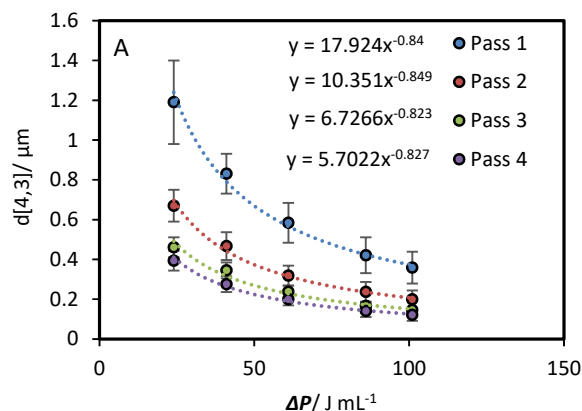 A
y = 17.924x^-0.84
Pass 1
y = 10.351x^-0.849
Pass 2
y = 6.7266x^-0.823
Pass 3
y = 5.7022x^-0.827
Pass 4
1.6
1.4
1.2
1
0.8
0.6
0.4
0.2
0
d[4,3]/ μm
0
50
100
150
ΔP/ J mL^-1